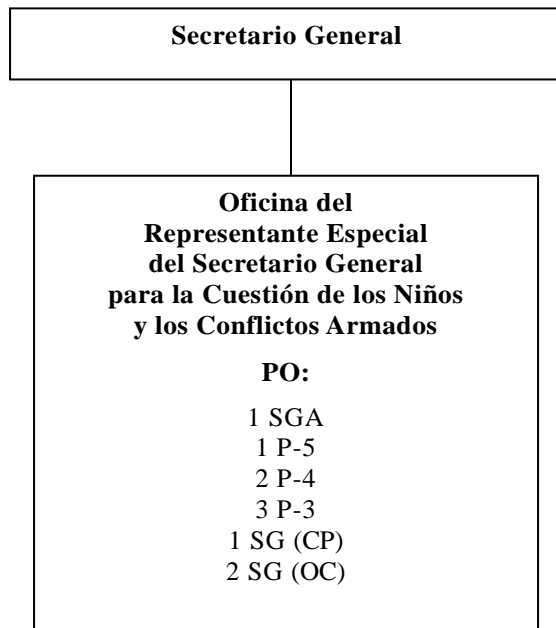 Secretario General
Oficina del
Representante Especial
del Secretario General
para la Cuestión de los Niños
y los Conflictos Armados
PO:
1 SGA
1 P-5
2 P-4
3 P-3
1 SG (CP)
2 SG (OC)